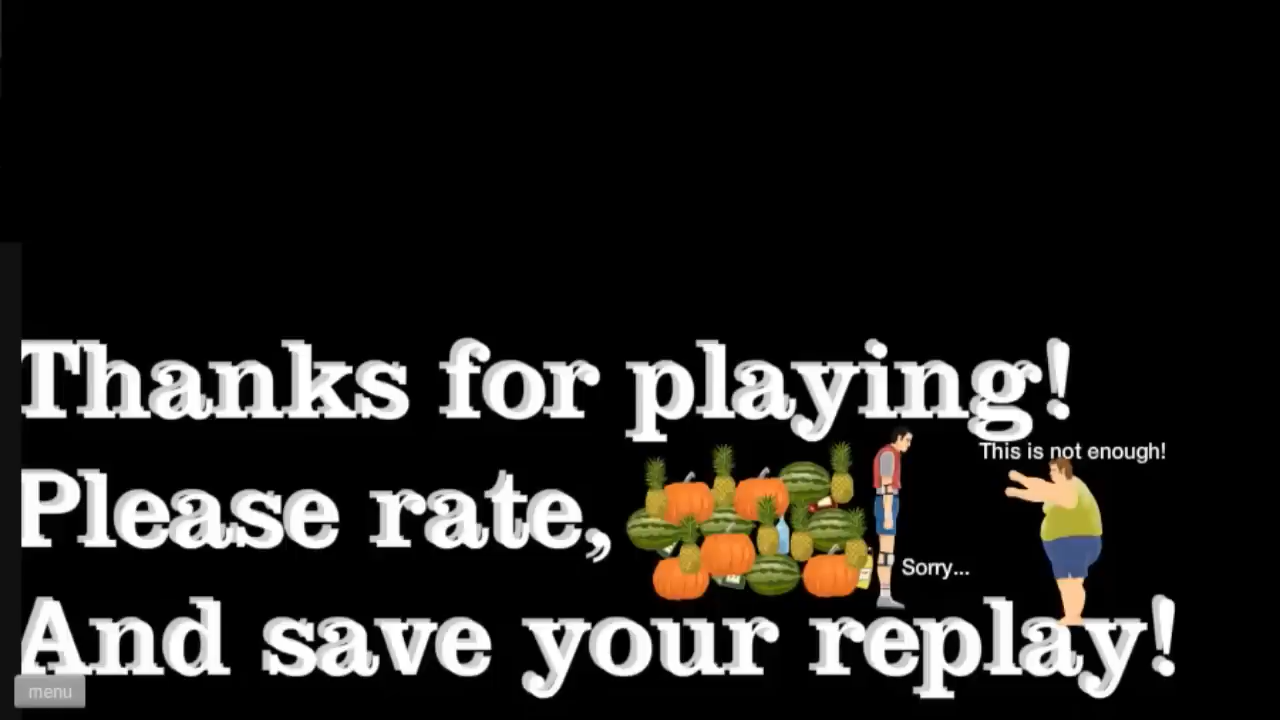 Thanks for playing!
This is not enough!
Please rate,
Sorry...
And save your replay!
menu